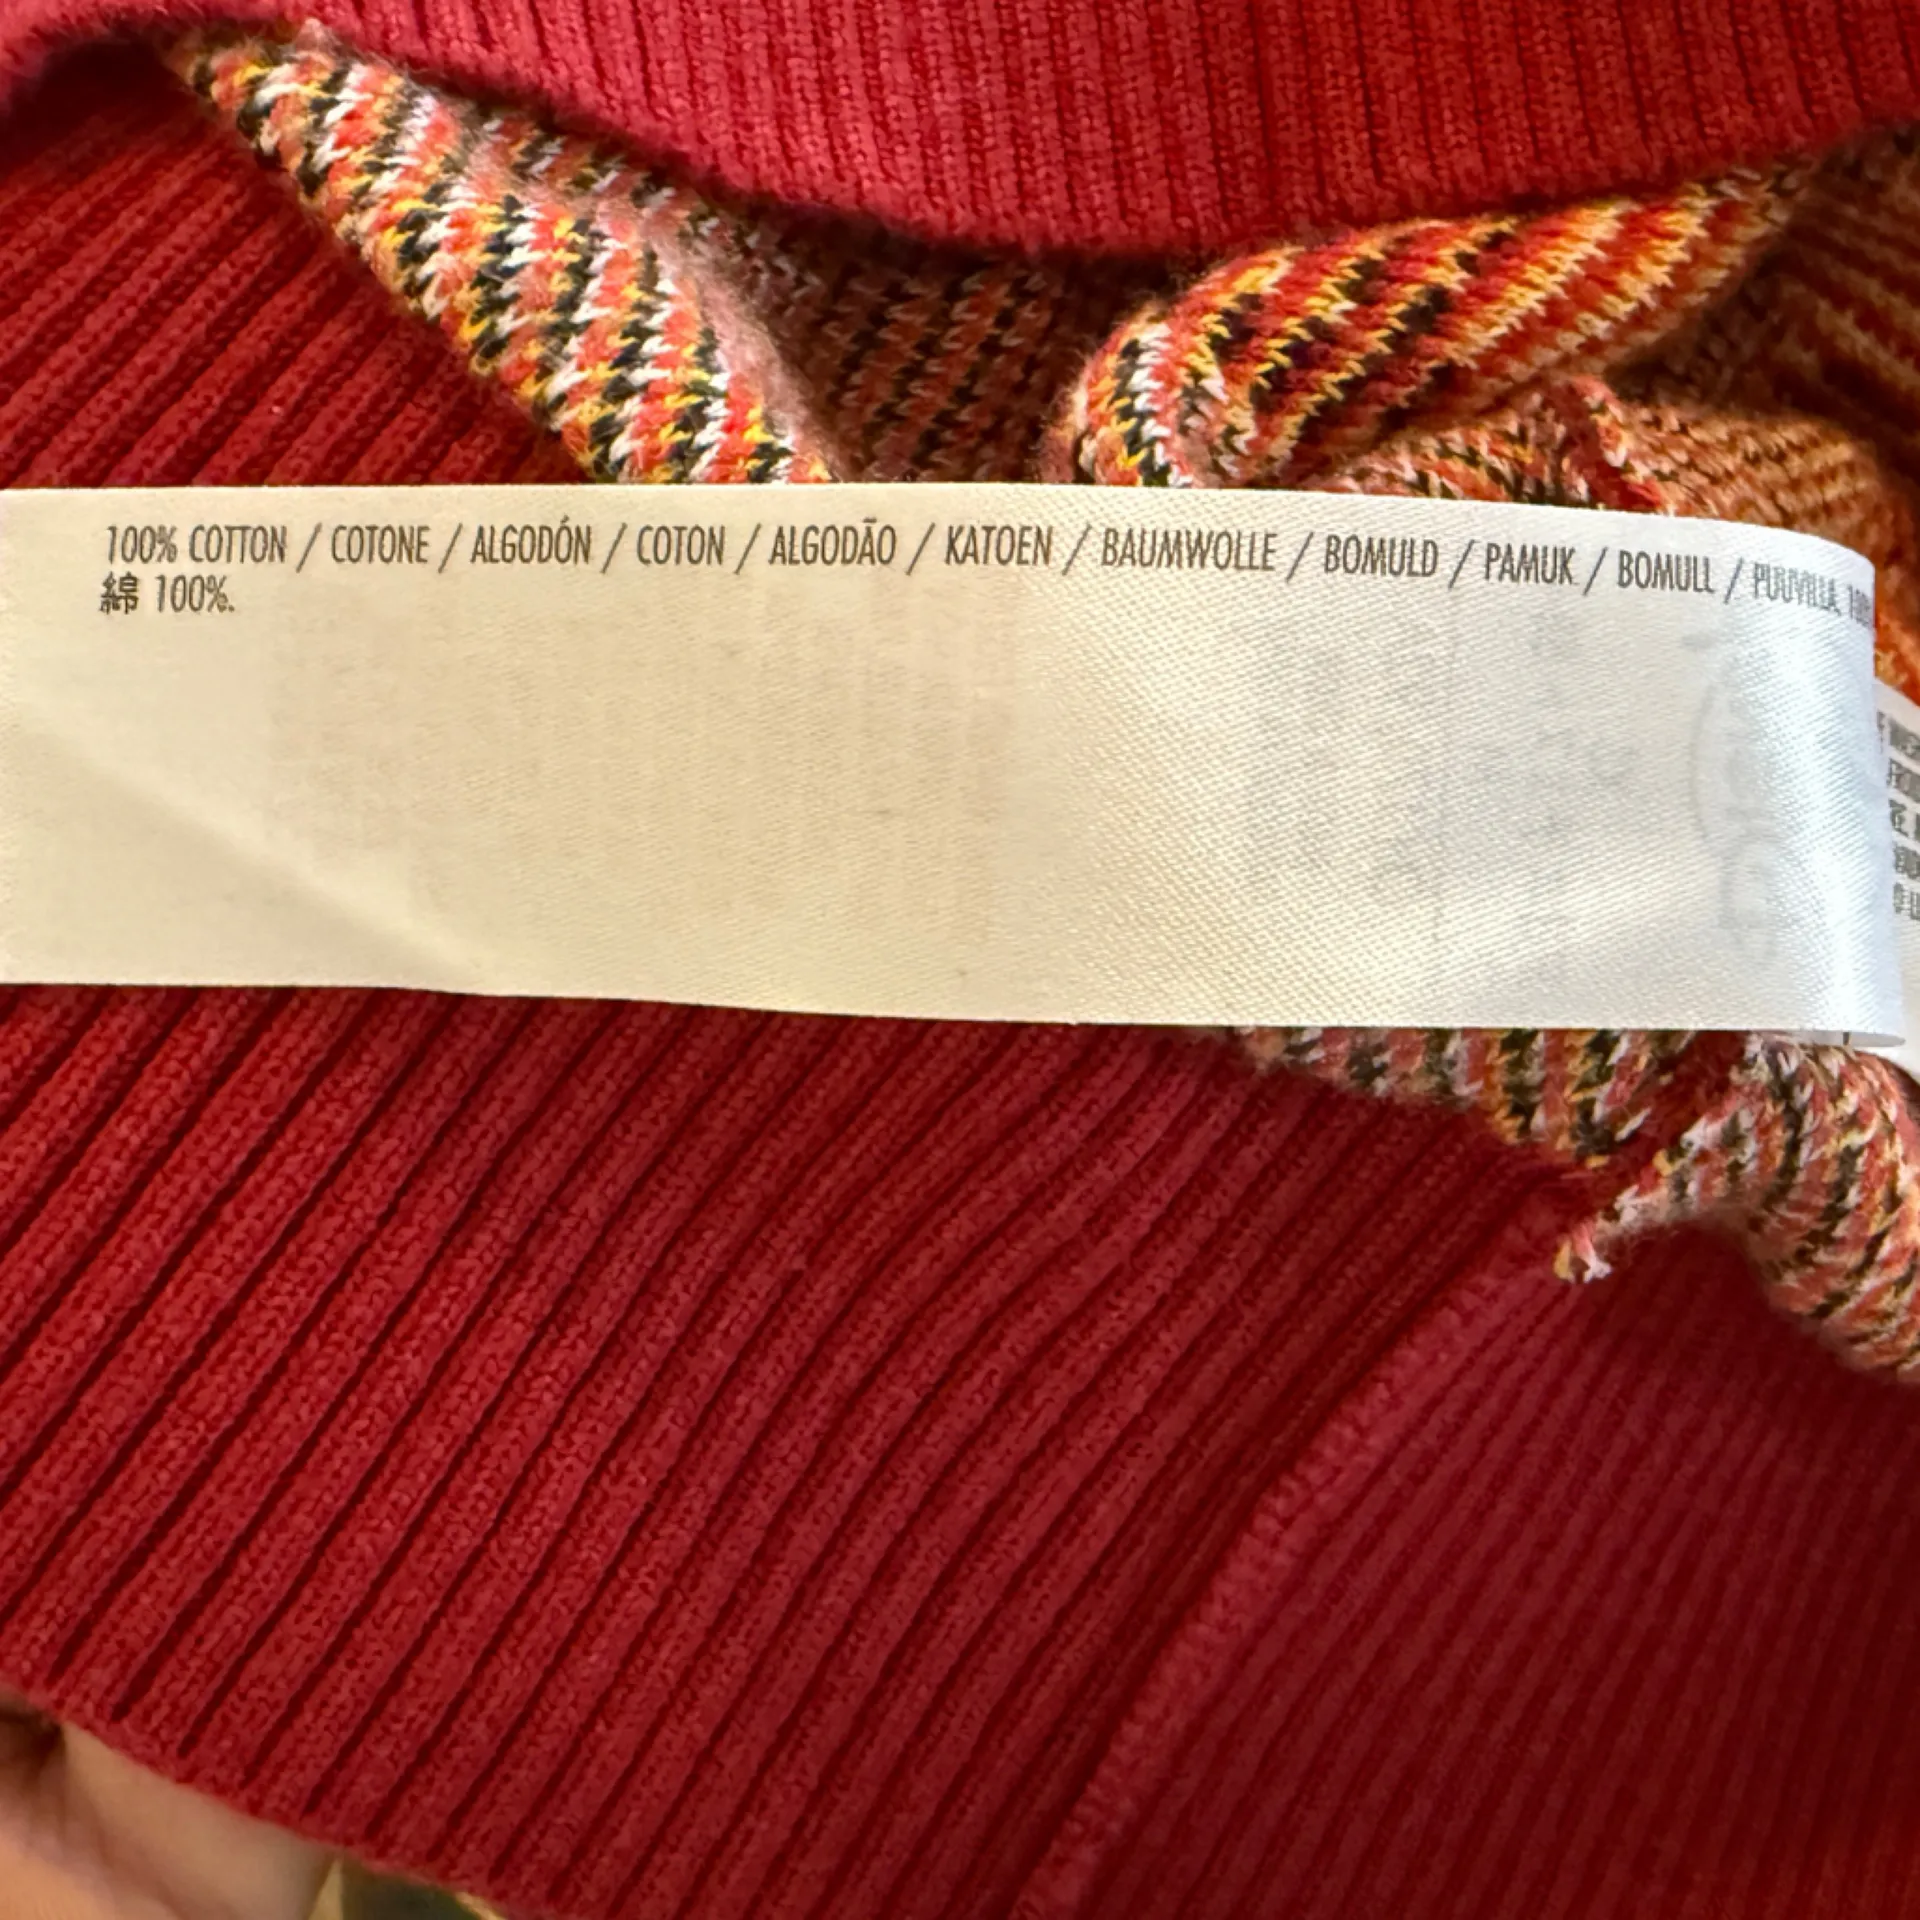 100% COTTON / COTONE / ALGODÓN / COTON / ALGODÃO / KATOEN / BAUMWOLLE / BOMULD / PAMUK / BOMULL / PUUVILLA.
綿 100%.